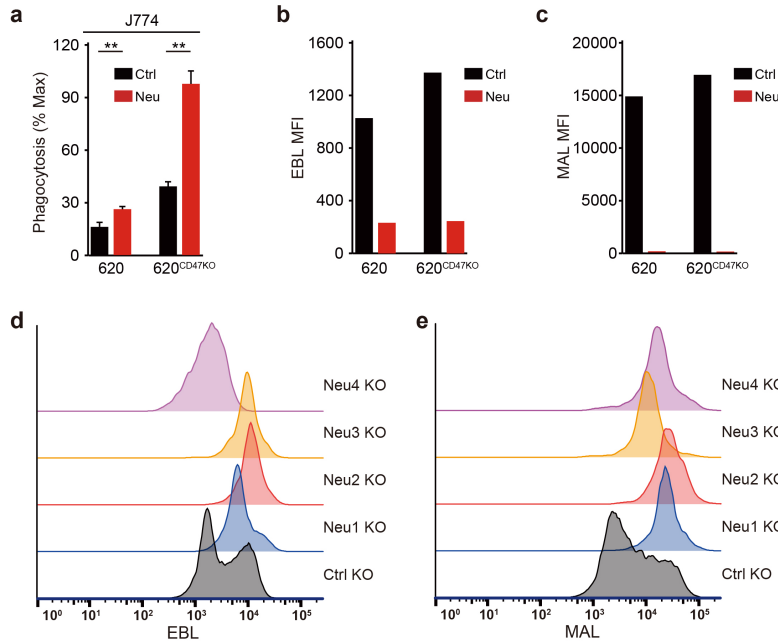 a
J774
Phagocytosis (% Max)
120
90
60
30
0
**
**
Ctrl
Neu
620
620CD47KO
b
EBL MFI
1600
1200
800
400
0
Ctrl
Neu
620
620CD47KO
c
MAL MFI
20000
15000
10000
5000
0
Ctrl
Neu
620
620CD47KO
d
Neu4 KO
Neu3 KO
Neu2 KO
Neu1 KO
Ctrl KO
10⁰ 10¹ 10² 10³ 10⁴ 10⁵
EBL
e
Neu4 KO
Neu3 KO
Neu2 KO
Neu1 KO
Ctrl KO
10⁰ 10¹ 10² 10³ 10⁴ 10⁵
MAL